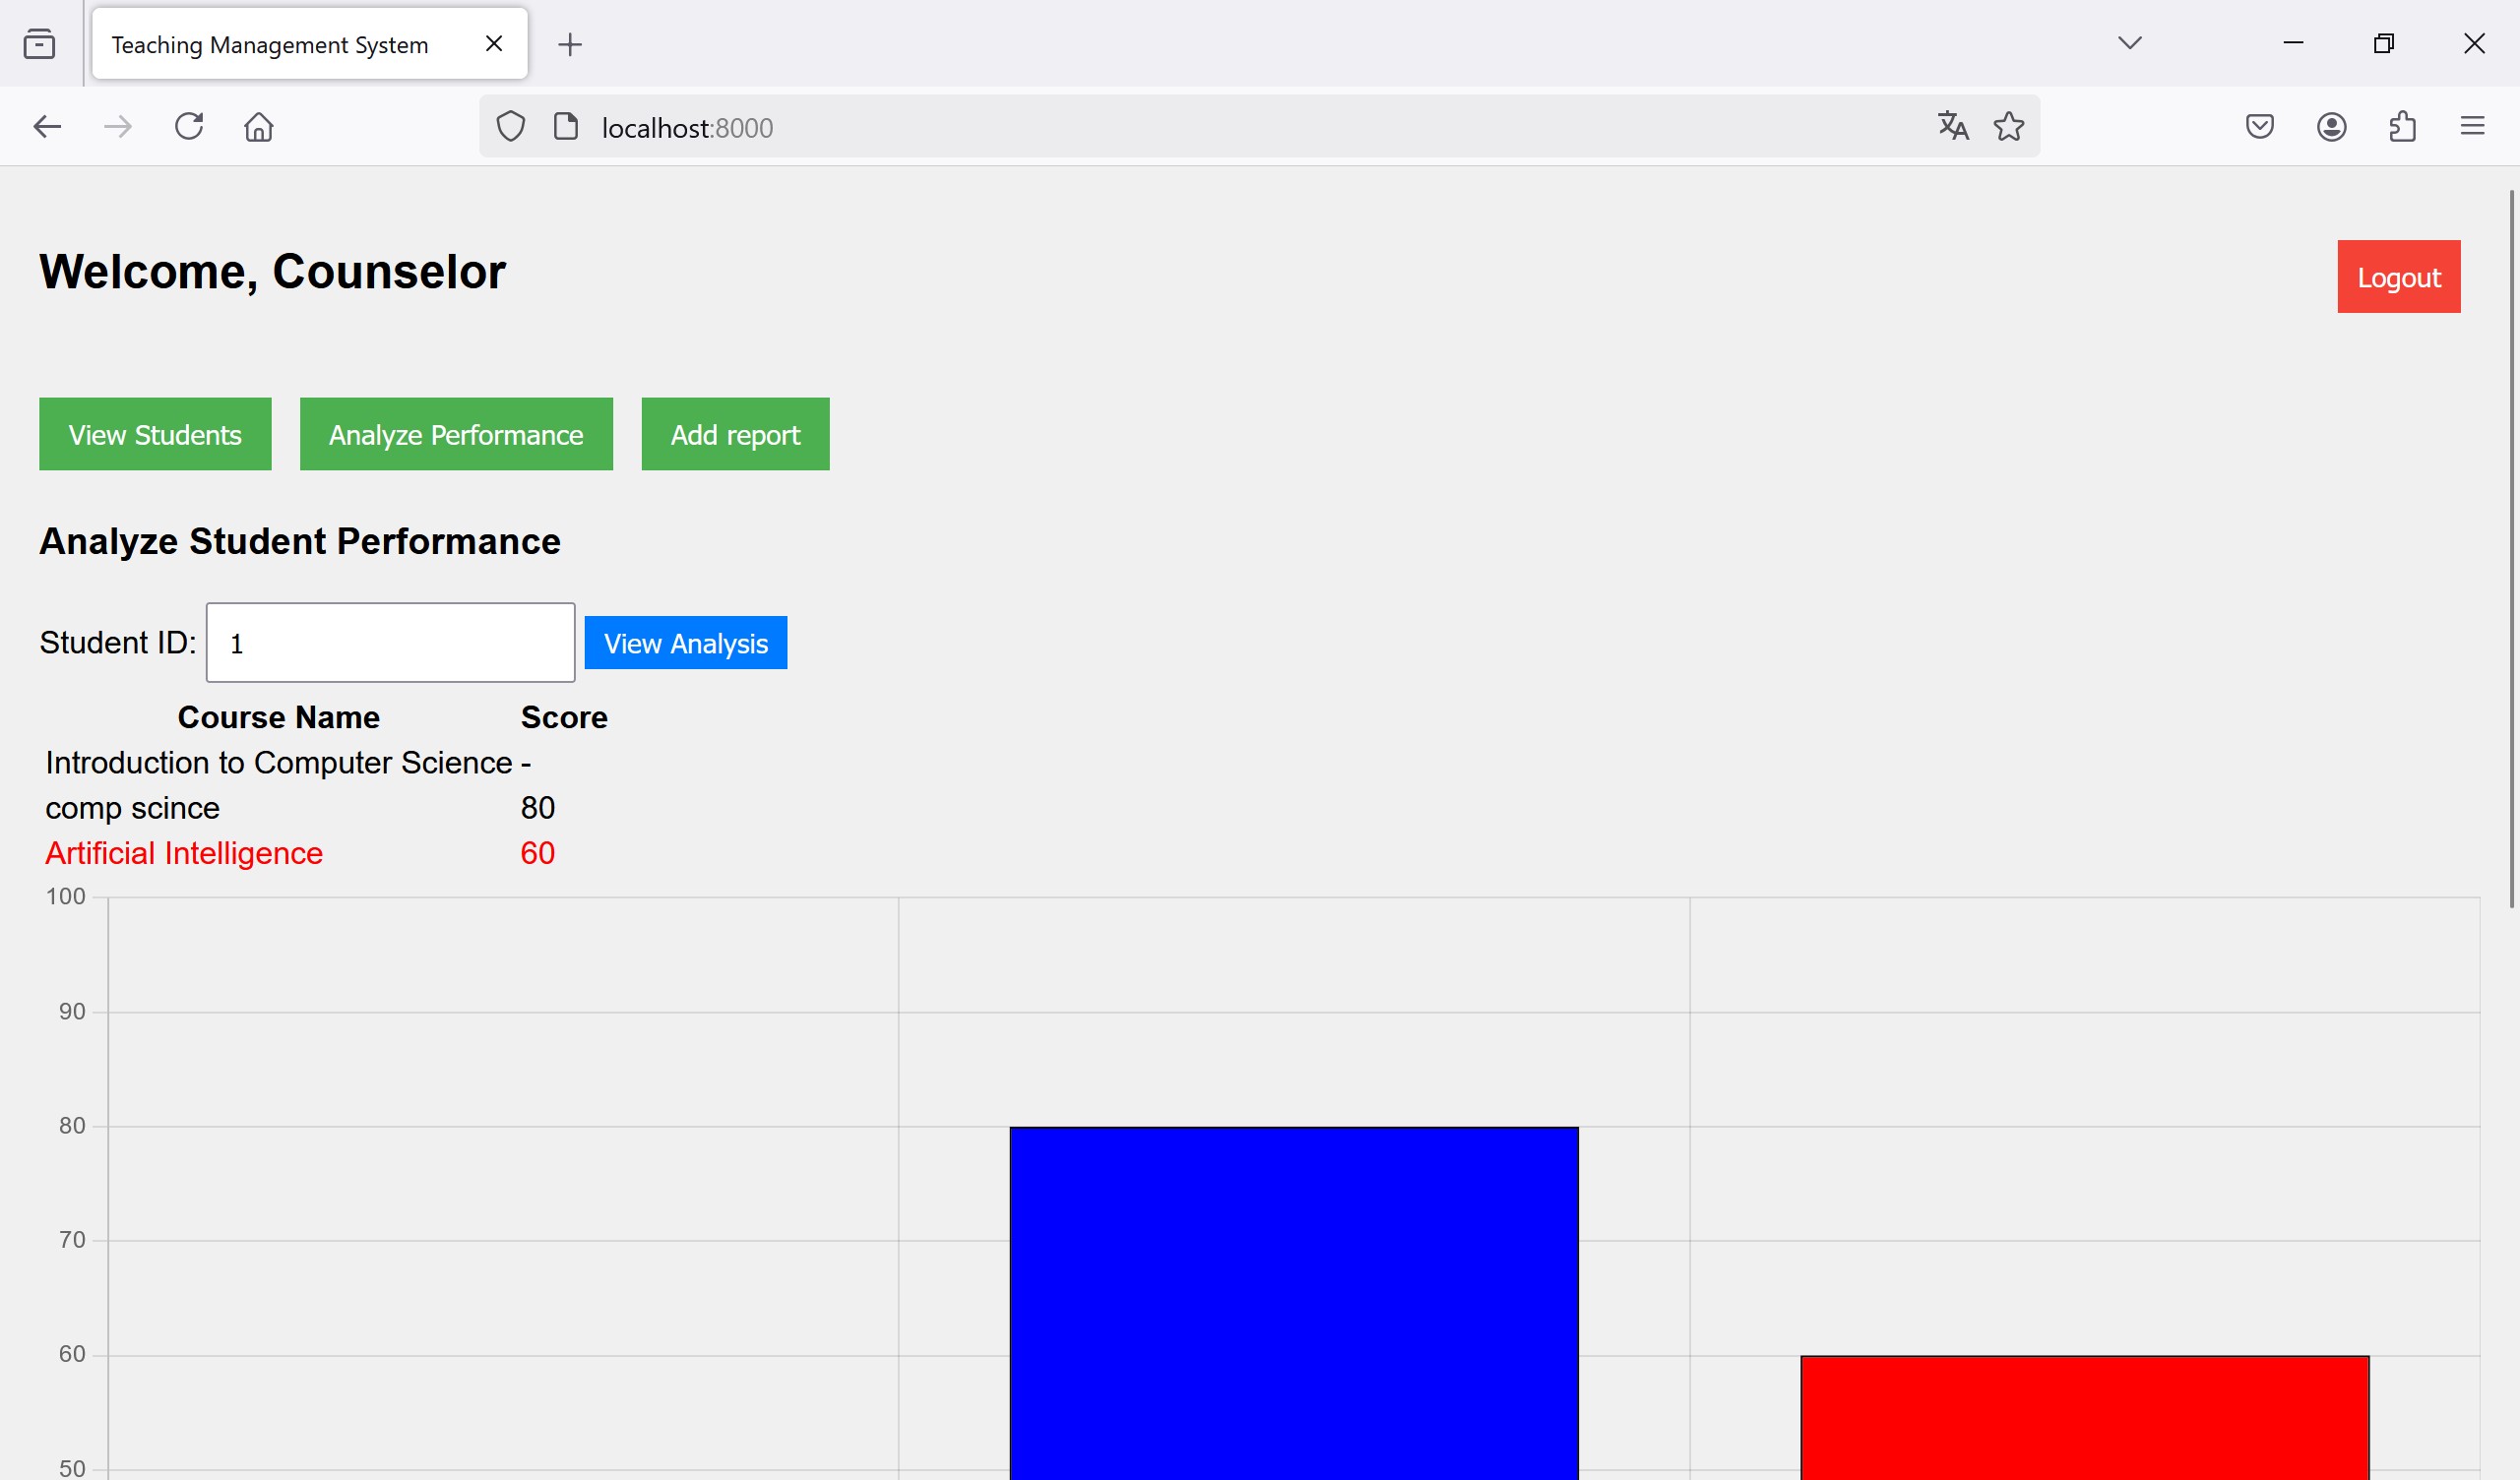 Teaching Management System
localhost:8000
Welcome, Counselor
Logout
View Students
Analyze Performance
Add report
Analyze Student Performance
Student ID: 1 View Analysis
Course Name Score
Introduction to Computer Science -
comp scince 80
Artificial Intelligence 60
100
90
80
70
60
50